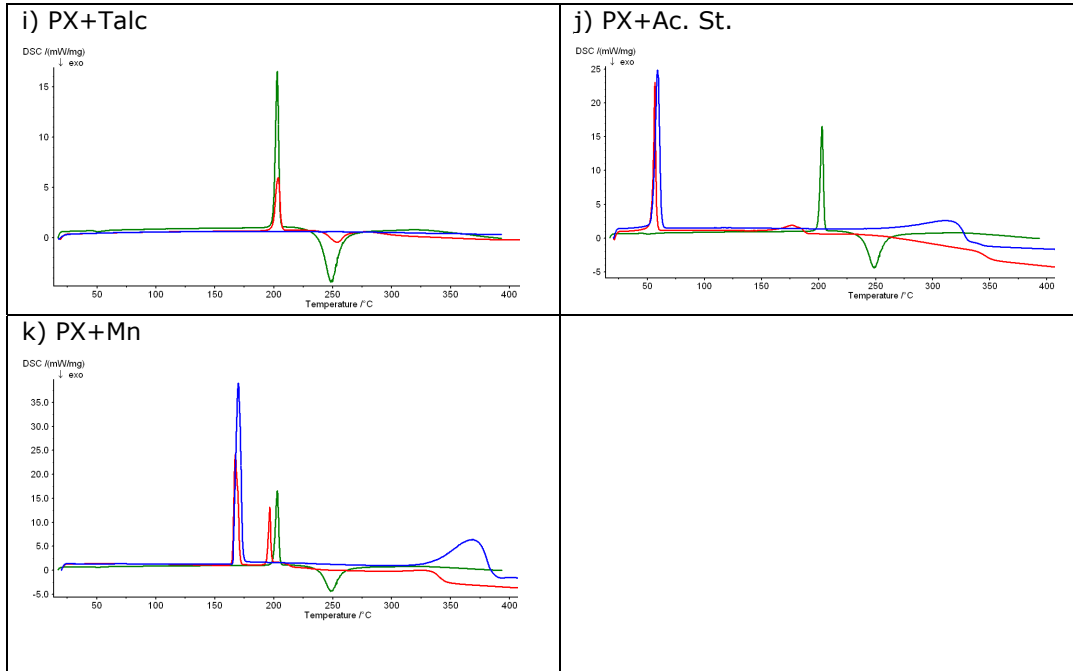 i) PX+Talc
DSC /(mW/mg)
↓ exo
15
10
5
0
50 100 150 200 250 300 350 400
Temperature /°C
j) PX+Ac. St.
DSC /(mW/mg)
↓ exo
25
20
15
10
5
0
-5
50 100 150 200 250 300 350 400
Temperature /°C
k) PX+Mn
DSC /(mW/mg)
↓ exo
35.0
30.0
25.0
20.0
15.0
10.0
5.0
0.0
-5.0
50 100 150 200 250 300 350 400
Temperature /°C